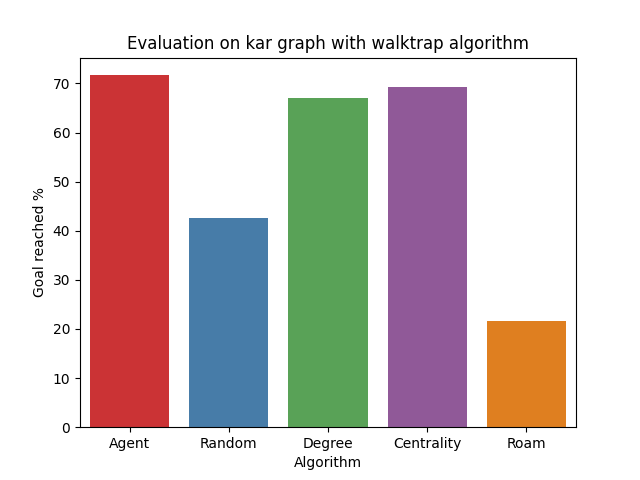 Evaluation on kar graph with walktrap algorithm
Goal reached %
70
60
50
40
30
20
10
0
Agent Random Degree Centrality Roam
Algorithm